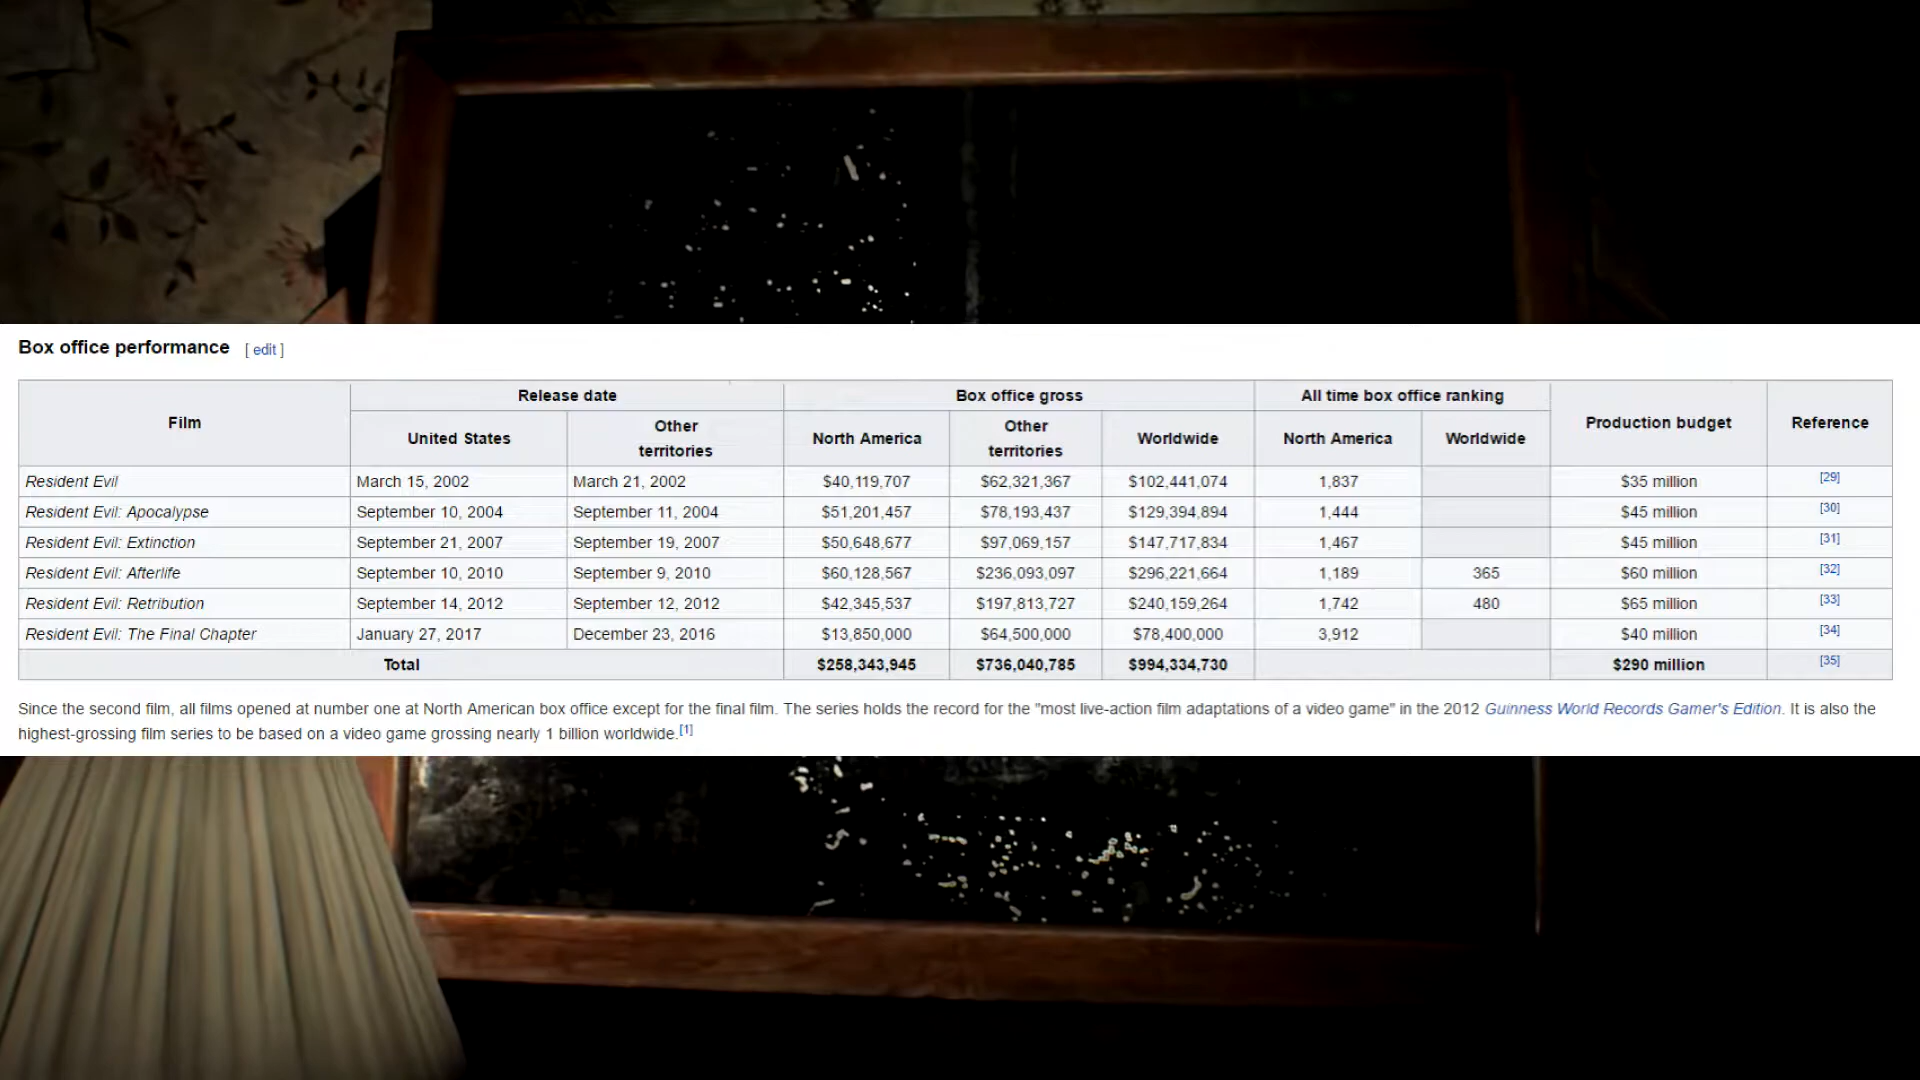 Box office performance [ edit ]
Film Release date Box office gross All time box office ranking Production budget Reference
United States Other territories North America Other territories Worldwide North America Worldwide
Resident Evil March 15, 2002 March 21, 2002 $40,119,707 $62,321,367 $102,441,074 1,837 $35 million [29]
Resident Evil: Apocalypse September 10, 2004 September 11, 2004 $51,201,457 $78,193,437 $129,394,894 1,444 $45 million [30]
Resident Evil: Extinction September 21, 2007 September 19, 2007 $50,648,677 $97,069,157 $147,717,834 1,467 $45 million [31]
Resident Evil: Afterlife September 10, 2010 September 9, 2010 $60,128,567 $236,093,097 $296,221,664 1,189 365 $60 million [32]
Resident Evil: Retribution September 14, 2012 September 12, 2012 $42,345,537 $197,813,727 $240,159,264 1,742 480 $65 million [33]
Resident Evil: The Final Chapter January 27, 2017 December 23, 2016 $13,850,000 $64,500,000 $78,400,000 3,912 $40 million [34]
Total $258,343,945 $736,040,785 $994,334,730 $290 million [35]
Since the second film, all films opened at number one at North American box office except for the final film. The series holds the record for the "most live-action film adaptations of a video game" in the 2012 Guinness World Records Gamer's Edition. It is also the
highest-grossing film series to be based on a video game grossing nearly 1 billion worldwide.[1]